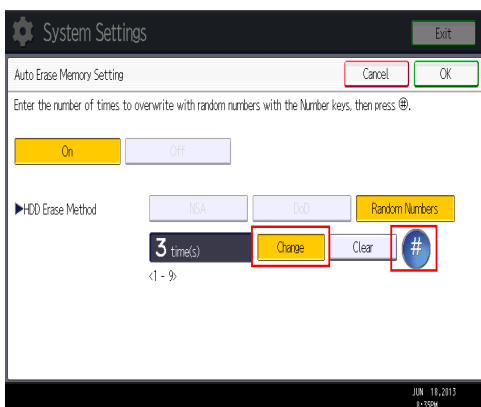 System Settings
Exit
Auto Erase Memory Setting
Cancel
OK
Enter the number of times to overwrite with random numbers with the Number keys, then press ⊕.
On
Off
▶HDD Erase Method
NSA
DoD
Random Numbers
3 time(s)
Change
Clear
#
<1 - 9>
JUN 18,2013